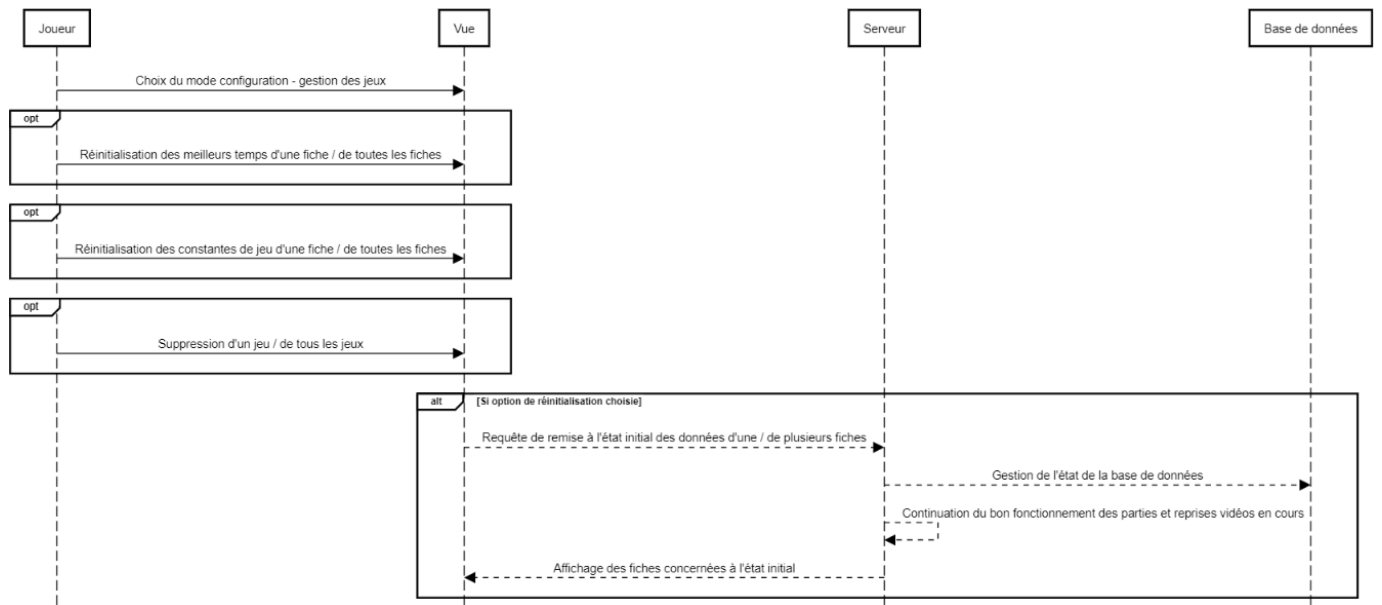 Joueur
Vue
Serveur
Base de données
Choix du mode configuration - gestion des jeux
opt
Réinitialisation des meilleurs temps d'une fiche / de toutes les fiches
opt
Réinitialisation des constantes de jeu d'une fiche / de toutes les fiches
opt
Suppression d'un jeu / de tous les jeux
alt
[Si option de réinitialisation choisie]
Requête de remise à l'état initial des données d'une / de plusieurs fiches
Gestion de l'état de la base de données
Continuation du bon fonctionnement des parties et reprises vidéos en cours
Affichage des fiches concernées à l'état initial